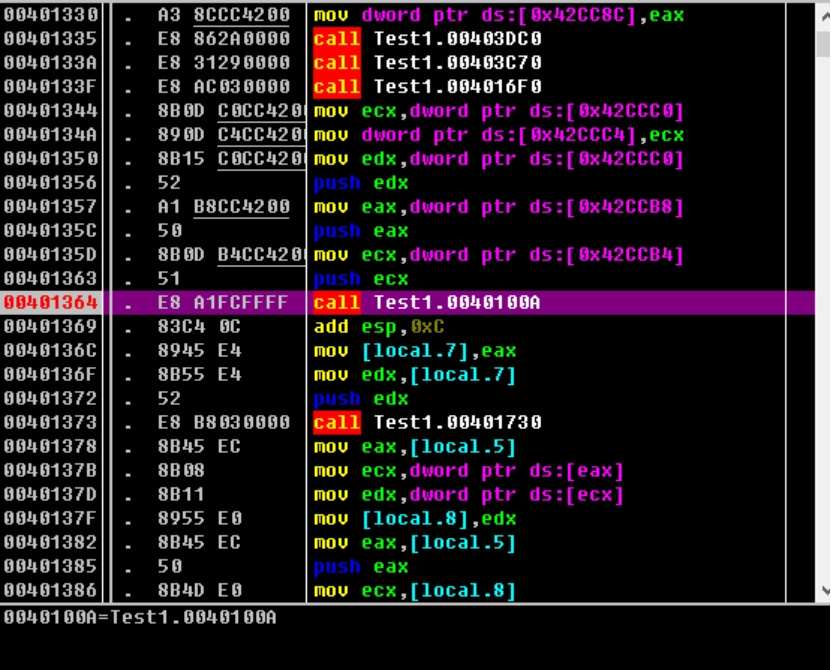 00401330 . A3 8CCC4200 mov dword ptr ds:[0x42CC8C],eax
00401335 . E8 862A0000 call Test1.00403DC0
0040133A . E8 31290000 call Test1.00403C70
0040133F . E8 AC030000 call Test1.004016F0
00401344 . 8B0D C0CC4200 mov ecx,dword ptr ds:[0x42CCC0]
0040134A . 890D C4CC4200 mov dword ptr ds:[0x42CCC4],ecx
00401350 . 8B15 C0CC4200 mov edx,dword ptr ds:[0x42CCC0]
00401356 . 52 push edx
00401357 . A1 B8CC4200 mov eax,dword ptr ds:[0x42CCB8]
0040135C . 50 push eax
0040135D . 8B0D B4CC4200 mov ecx,dword ptr ds:[0x42CCB4]
00401363 . 51 push ecx
00401364 . E8 A1FCFFFF call Test1.0040100A
00401369 . 83C4 0C add esp,0xC
0040136C . 8945 E4 mov [local.7],eax
0040136F . 8B55 E4 mov edx,[local.7]
00401372 . 52 push edx
00401373 . E8 B8030000 call Test1.00401730
00401378 . 8B45 EC mov eax,[local.5]
0040137B . 8B08 mov ecx,dword ptr ds:[eax]
0040137D . 8B11 mov edx,dword ptr ds:[ecx]
0040137F . 8955 E0 mov [local.8],edx
00401382 . 8B45 EC mov eax,[local.5]
00401385 . 50 push eax
00401386 . 8B4D E0 mov ecx,[local.8]
0040100A=Test1.0040100A